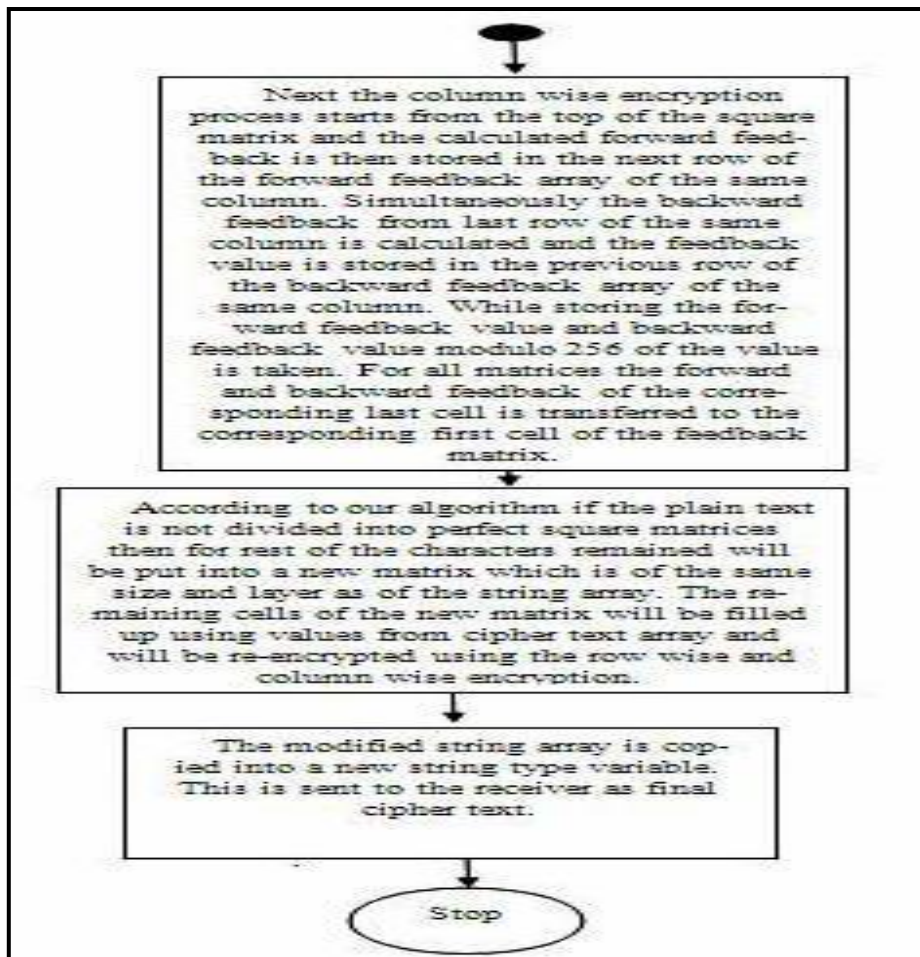 Next the column wise encryption
process starts from the top of the square
matrix and the calculated forward feed-
back is then stored in the next row of
the forward feedback array of the same
column. Simultaneously the backward
feedback from last row of the same
column is calculated and the feedback
value is stored in the previous row of
the backward feedback array of the
same column. While storing the for-
ward feedback value and backward
feedback value modulo 256 of the value
is taken. For all matrices the forward
and backward feedback of the corre-
sponding last cell is transferred to the
corresponding first cell of the feedback
matrix.
According to our algorithm if the plain text
is not divided into perfect square matrices
then for rest of the characters remained will
be put into a new matrix which is of the same
size and layer as of the string array. The re-
maining cells of the new matrix will be filled
up using values from cipher text array and
will be re-encrypted using the row wise and
column wise encryption.
The modified string array is cop-
ied into a new string type variable.
This is sent to the receiver as final
cipher text.
Stop